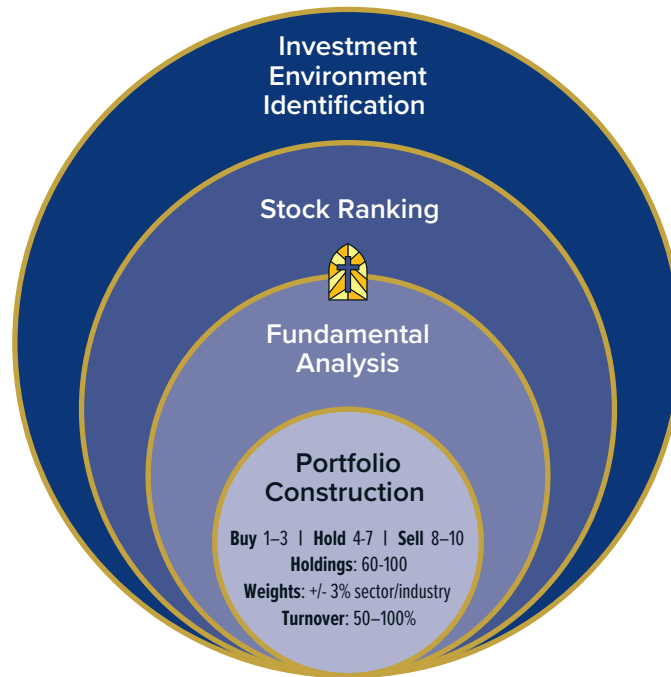 Investment
Environment
Identification
Stock Ranking
Fundamental
Analysis
Portfolio
Construction
Buy 1–3 | Hold 4-7 | Sell 8–10
Holdings: 60-100
Weights: +/- 3% sector/industry
Turnover: 50–100%